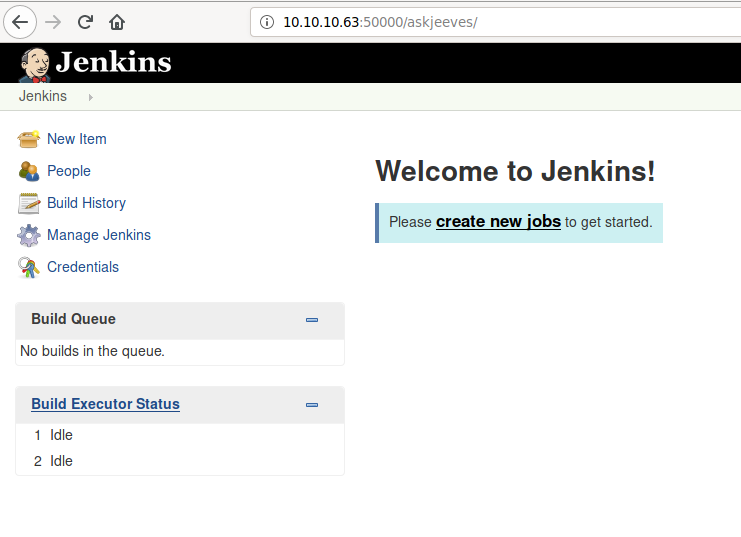 10.10.10.63:50000/askjeeves/
Jenkins
Jenkins
New Item
People
Build History
Manage Jenkins
Credentials
Welcome to Jenkins!
Please create new jobs to get started.
Build Queue
No builds in the queue.
Build Executor Status
1 Idle
2 Idle